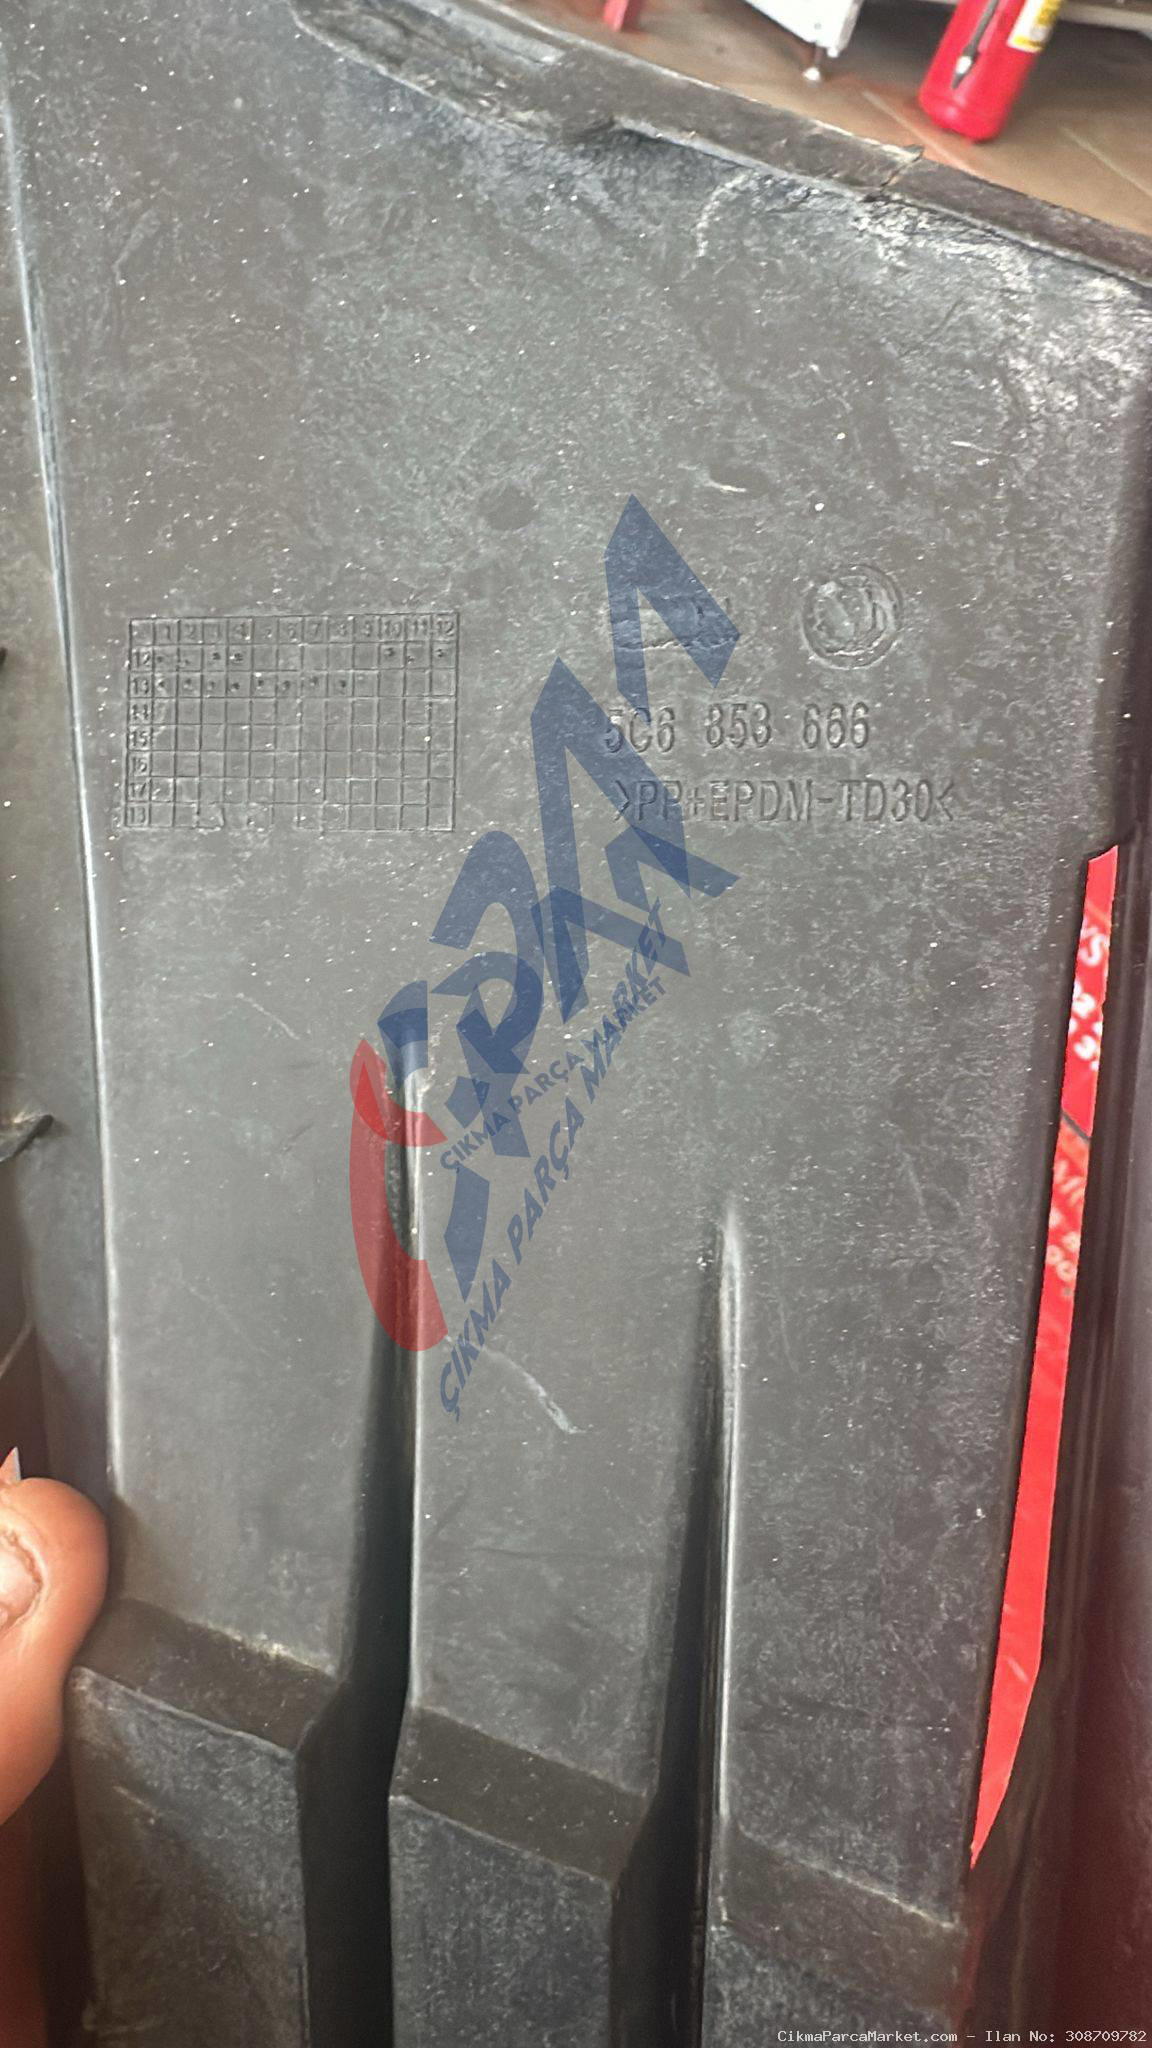 1 2 3 4 5 6 7 8 9 10 11 12
12
13
14
15
16
17
5C6 853 666
>PP+EPDM-TD30<
ÇPM
ÇIKMA PARÇA MARKET
ÇIKMA PARÇA MARKET
CikmaParcaMarket.com - Ilan No: 308709782